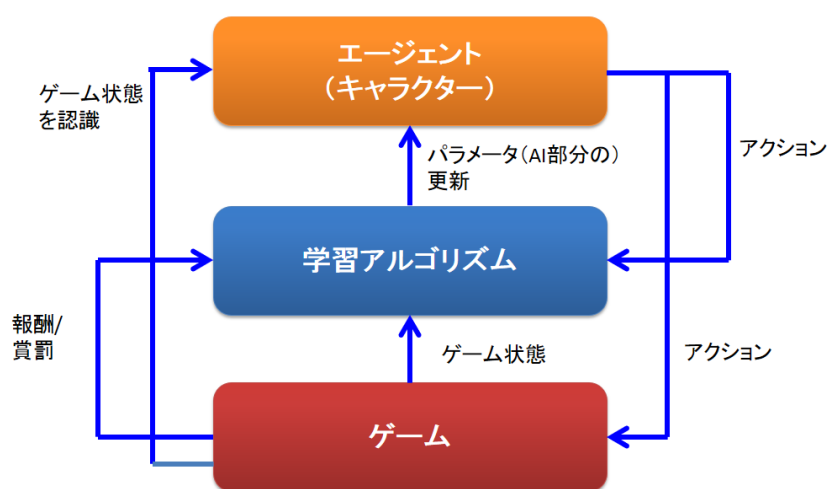 エージェント
(キャラクター)
ゲーム状態
を認識
パラメータ(AI部分の)
更新
アクション
学習アルゴリズム
報酬/
賞罰
ゲーム状態
アクション
ゲーム